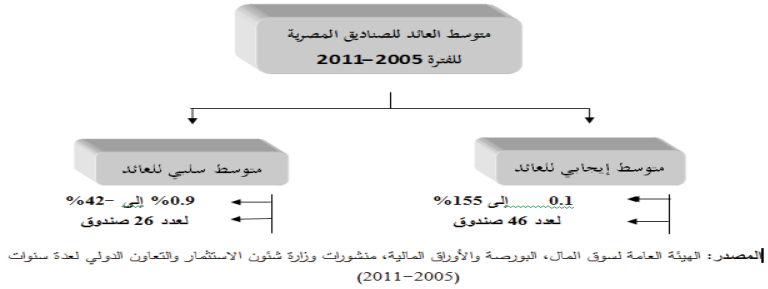 متوسط العائد للصناديق المصرية
للفترة 2005-2011
متوسط إيجابي للعائد
0.1 إلى 155%
لعدد 46 صندوق
متوسط سلبي للعائد
0.9% إلى -42%
لعدد 26 صندوق
المصدر: الهيئة العامة لسوق المال، البورصة والأوراق المالية، منشورات وزارة شئون الاستثمار والتعاون الدولي لعدة سنوات
(2005-2011)